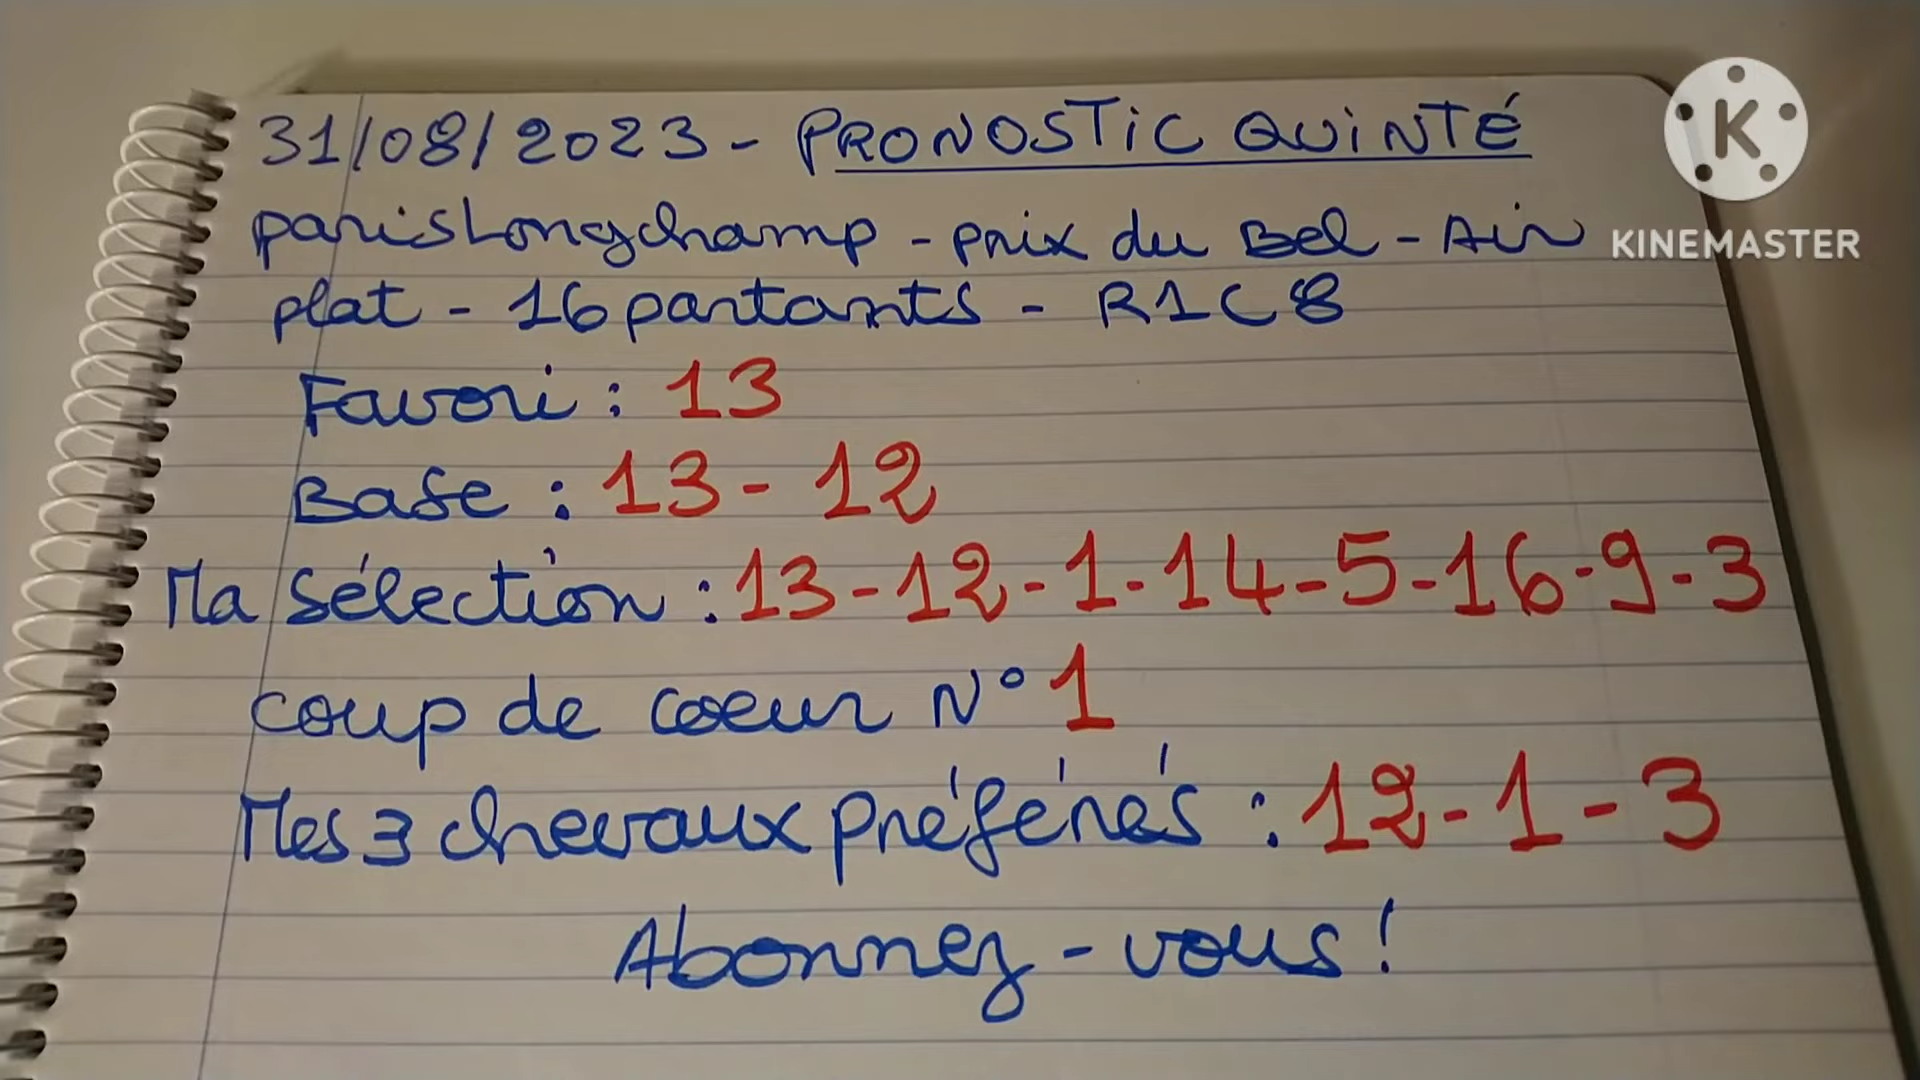 31/08/2023 - PRONOSTIC QUINTÉ
K
KINEMASTER
parisLongchamp - prix du Bel - Air
plat - 16 partants - R1C8
Favori : 13
Base : 13 - 12
Ma sélection : 13 - 12 - 1 - 14 - 5 - 16 - 9 - 3
coup de coeur N° 1
Mes 3 chevaux préférés : 12 - 1 - 3
Abonnez - vous !